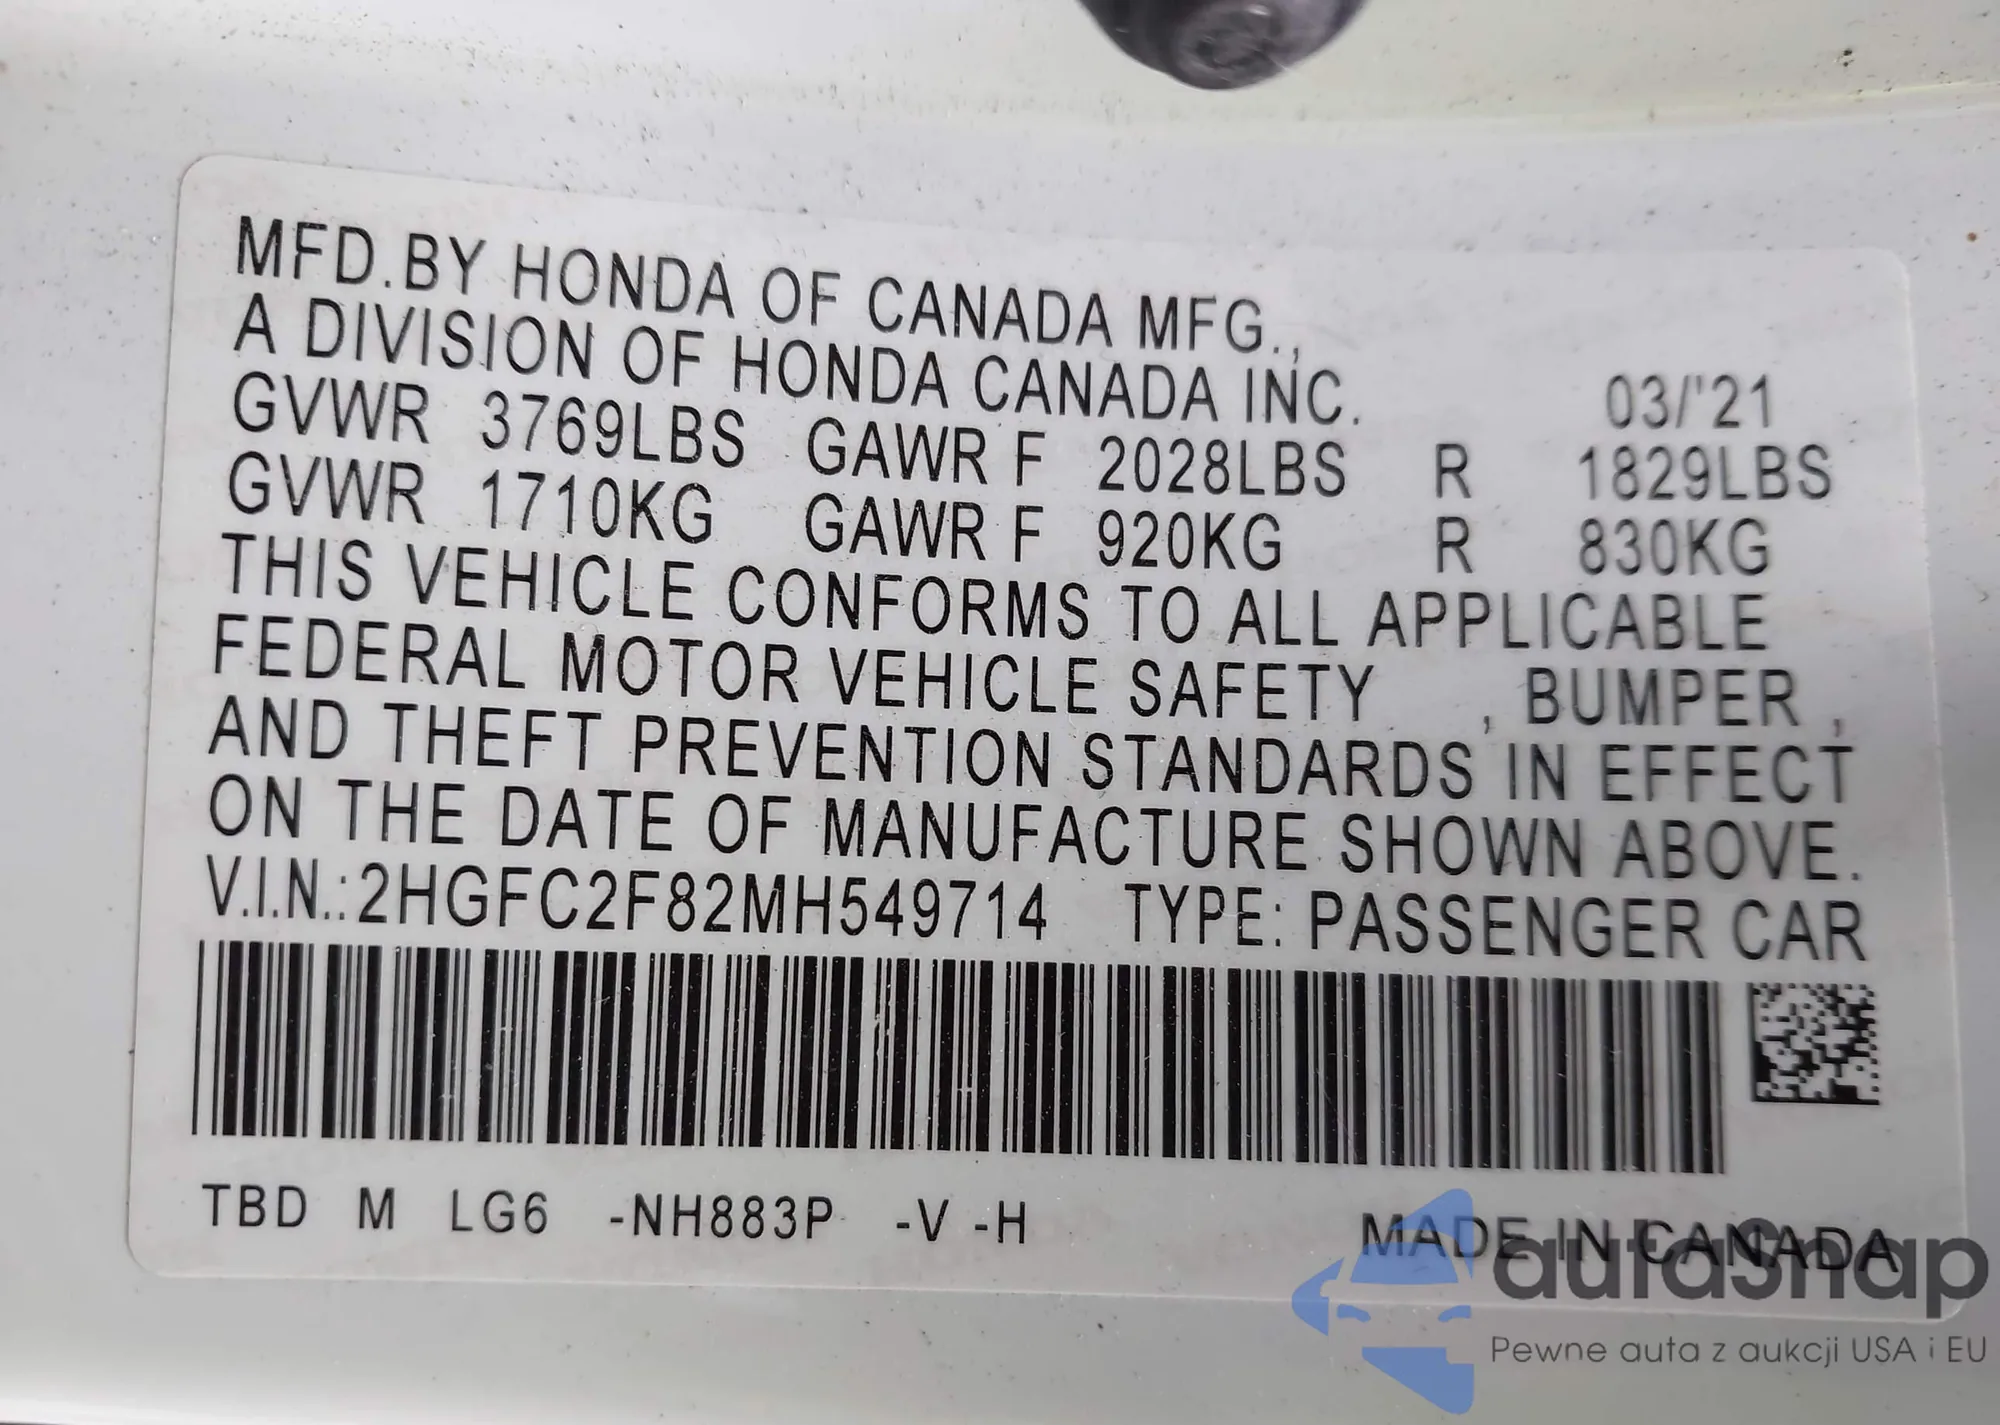 MFD.BY HONDA OF CANADA MFG.,
A DIVISION OF HONDA CANADA INC. 03/'21
GVWR 3769LBS GAWR F 2028LBS R 1829LBS
GVWR 1710KG GAWR F 920KG R 830KG
THIS VEHICLE CONFORMS TO ALL APPLICABLE
FEDERAL MOTOR VEHICLE SAFETY , BUMPER ,
AND THEFT PREVENTION STANDARDS IN EFFECT
ON THE DATE OF MANUFACTURE SHOWN ABOVE.
V.I.N.:2HGFC2F82MH549714 TYPE: PASSENGER CAR
TBD M LG6 -NH883P -V -H MADE IN CANADA
autasnap
Pewne auta z aukcji USA i EU